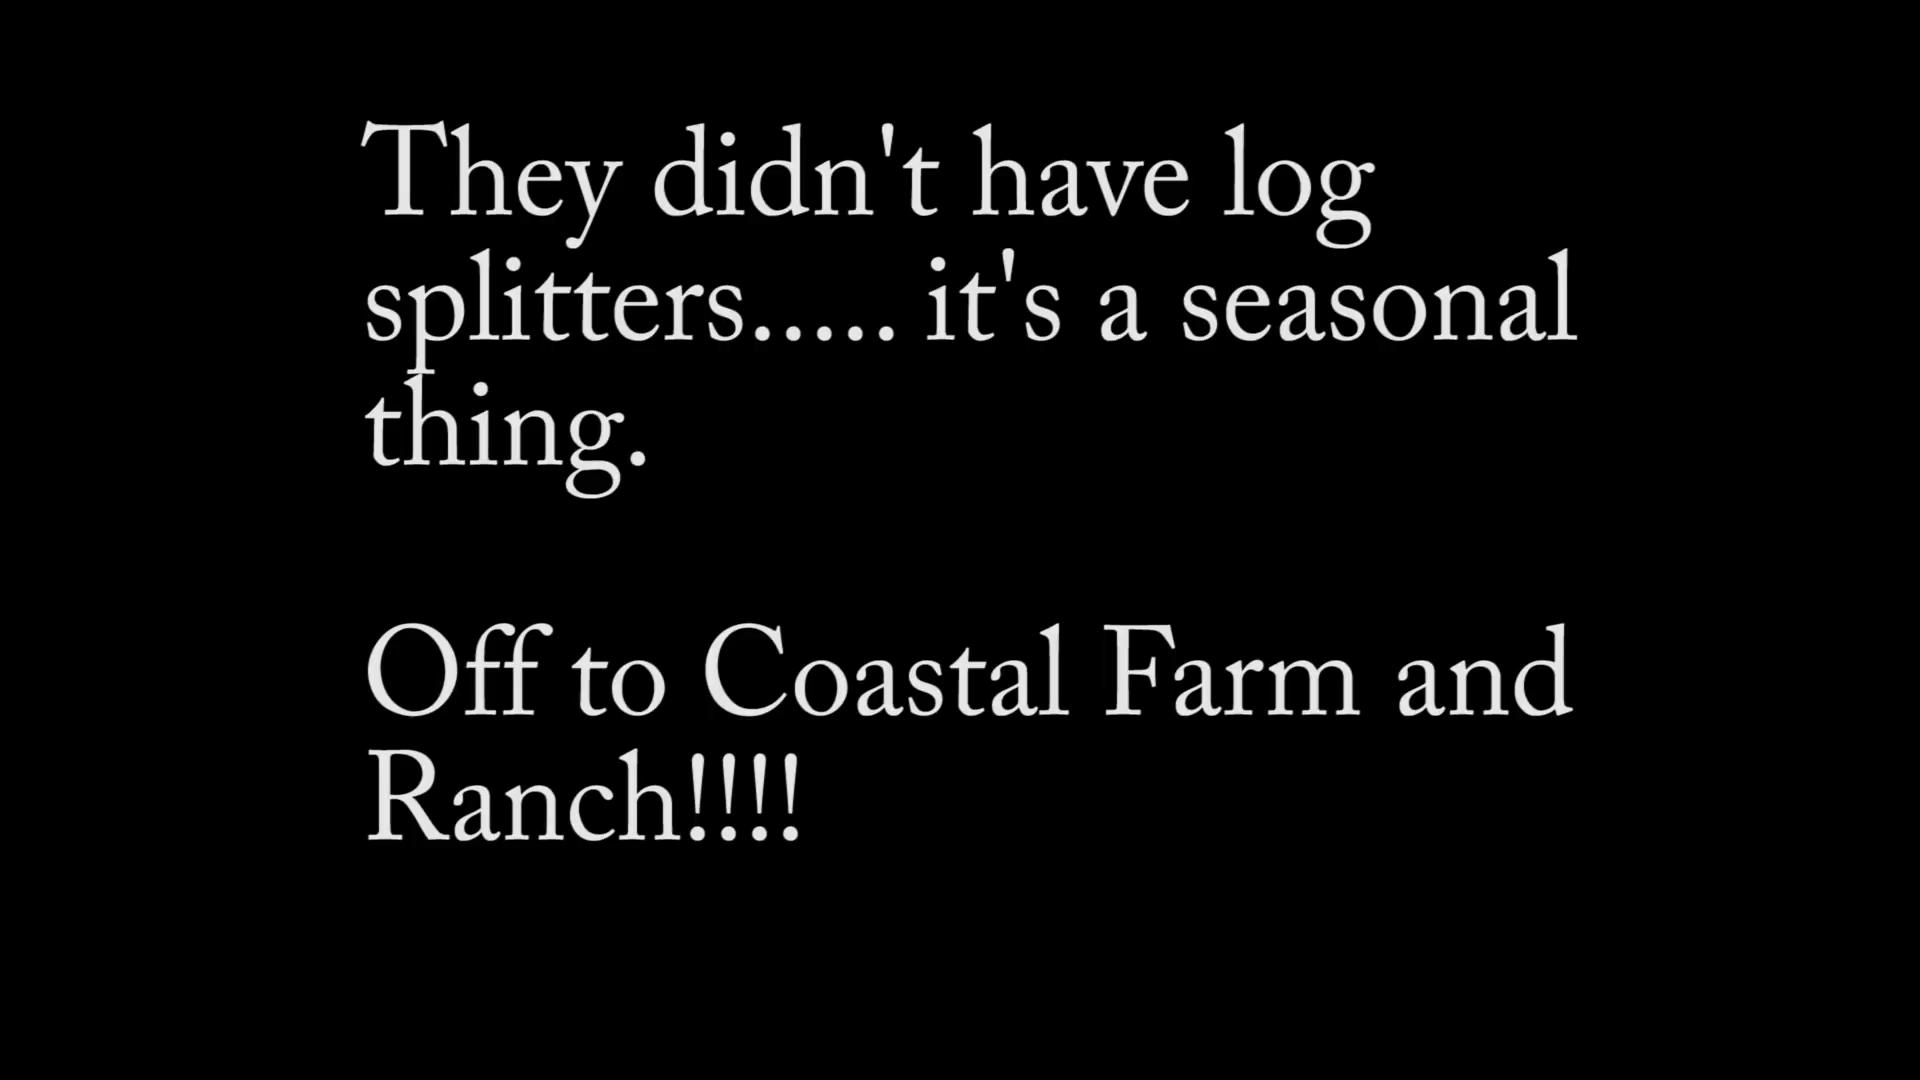 They didn't have log
splitters..... it's a seasonal
thing.
Off to Coastal Farm and
Ranch!!!!